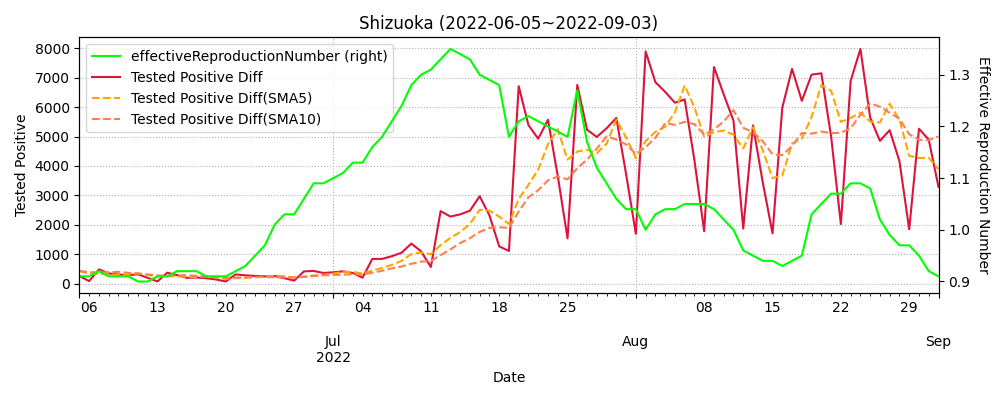 Shizuoka (2022-06-05~2022-09-03)
effectiveReproductionNumber (right)
Tested Positive Diff
Tested Positive Diff(SMA5)
Tested Positive Diff(SMA10)
Tested Positive
8000
7000
6000
5000
4000
3000
2000
1000
0
Effective Reproduction Number
1.3
1.2
1.1
1.0
0.9
06 13 20 27 04 11 18 25 08 15 22 29
Jul Aug Sep
2022
Date